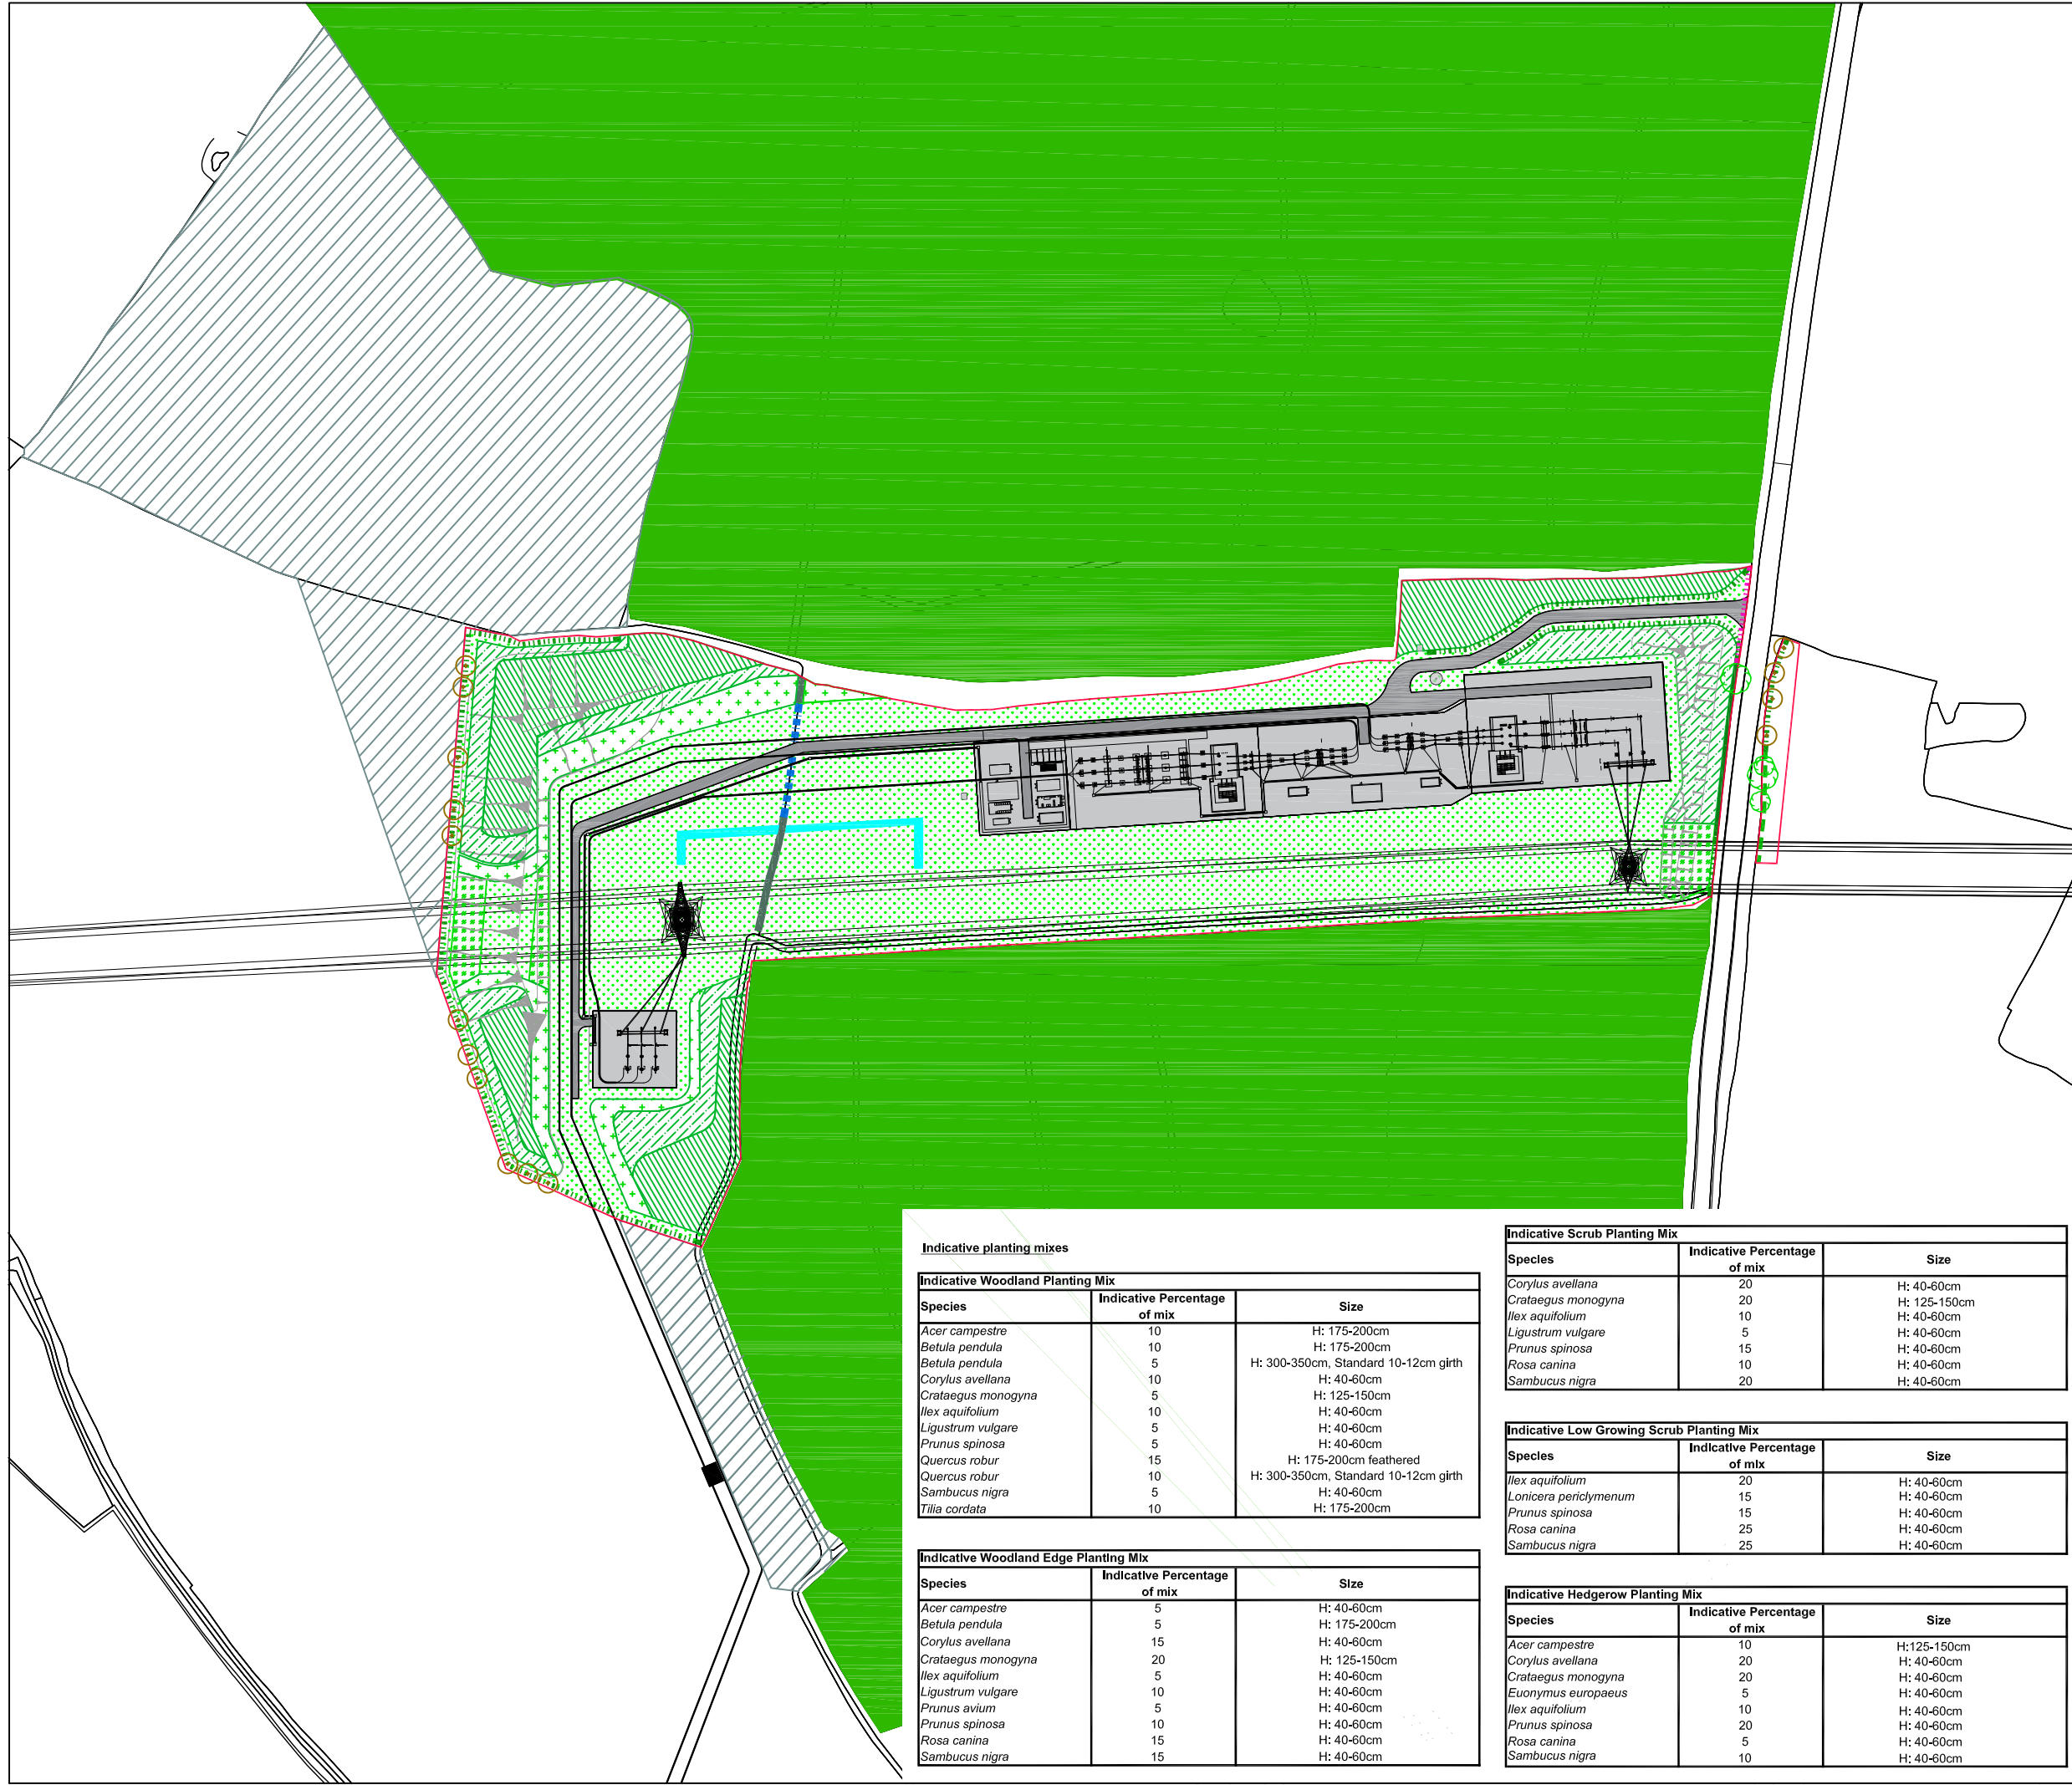 Indicative planting mixes
Indicative Woodland Planting Mix
Species Indicative Percentage of mix Size
Acer campestre 10 H: 175-200cm
Betula pendula 10 H: 175-200cm
Betula pendula 5 H: 300-350cm, Standard 10-12cm girth
Corylus avellana 10 H: 40-60cm
Crataegus monogyna 5 H: 125-150cm
Ilex aquifolium 10 H: 40-60cm
Ligustrum vulgare 5 H: 40-60cm
Prunus spinosa 5 H: 40-60cm
Quercus robur 15 H: 175-200cm feathered
Quercus robur 10 H: 300-350cm, Standard 10-12cm girth
Sambucus nigra 5 H: 40-60cm
Tilia cordata 10 H: 175-200cm
Indicative Woodland Edge Planting Mix
Species Indicative Percentage of mix Size
Acer campestre 5 H: 40-60cm
Betula pendula 5 H: 175-200cm
Corylus avellana 15 H: 40-60cm
Crataegus monogyna 20 H: 125-150cm
Ilex aquifolium 5 H: 40-60cm
Ligustrum vulgare 10 H: 40-60cm
Prunus avium 5 H: 40-60cm
Prunus spinosa 10 H: 40-60cm
Rosa canina 15 H: 40-60cm
Sambucus nigra 15 H: 40-60cm
Indicative Scrub Planting Mix
Species Indicative Percentage of mix Size
Corylus avellana 20 H: 40-60cm
Crataegus monogyna 20 H: 125-150cm
Ilex aquifolium 10 H: 40-60cm
Ligustrum vulgare 5 H: 40-60cm
Prunus spinosa 15 H: 40-60cm
Rosa canina 10 H: 40-60cm
Sambucus nigra 20 H: 40-60cm
Indicative Low Growing Scrub Planting Mix
Species Indicative Percentage of mix Size
Ilex aquifolium 20 H: 40-60cm
Lonicera periclymenum 15 H: 40-60cm
Prunus spinosa 15 H: 40-60cm
Rosa canina 25 H: 40-60cm
Sambucus nigra 25 H: 40-60cm
Indicative Hedgerow Planting Mix
Species Indicative Percentage of mix Size
Acer campestre 10 H:125-150cm
Corylus avellana 20 H: 40-60cm
Crataegus monogyna 20 H: 40-60cm
Euonymus europaeus 5 H: 40-60cm
Ilex aquifolium 10 H: 40-60cm
Prunus spinosa 20 H: 40-60cm
Rosa canina 5 H: 40-60cm
Sambucus nigra 10 H: 40-60cm